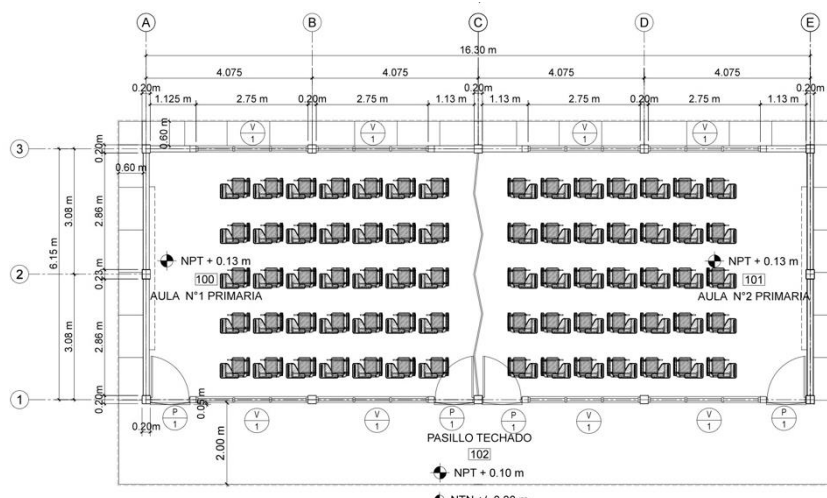 A B C D E
16.30 m
4.075 4.075 4.075 4.075
0.20m 0.20m 0.20m 0.20m 0.20m
1.125 m 2.75 m 2.75 m 1.13 m 1.13 m 2.75 m 2.75 m 1.13 m
V
1
V
1
V
1
V
1
0.60 m
3
0.20m
0.60 m
2.86 m
3.08 m
6.15 m
NPT + 0.13 m
100
AULA N°1 PRIMARIA
NPT + 0.13 m
101
AULA N°2 PRIMARIA
2
0.23 m
3.08 m
2.86 m
1
0.20m
0.05 m
0.20m
P
1
V
1
V
1
P
1
P
1
V
1
V
1
P
1
2.00 m
PASILLO TECHADO
102
NPT + 0.10 m